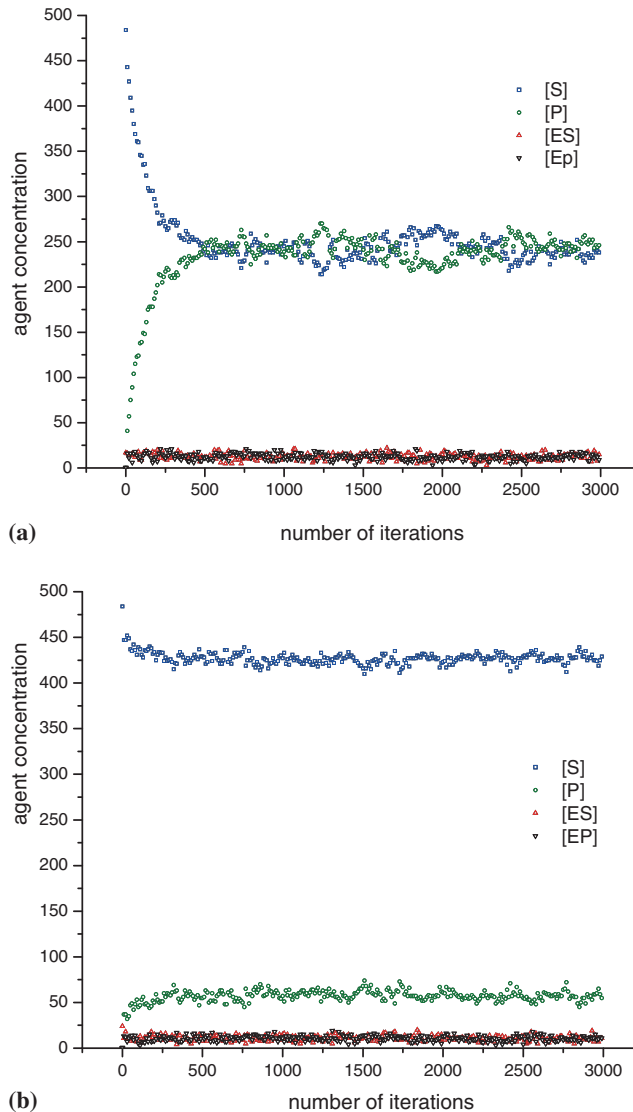 500
450
400
350
300
250
200
150
100
50
0
agent concentration
[S]
[P]
[ES]
[Ep]
0 500 1000 1500 2000 2500 3000
(a)
number of iterations
500
450
400
350
300
250
200
150
100
50
0
agent concentration
[S]
[P]
[ES]
[EP]
0 500 1000 1500 2000 2500 3000
(b)
number of iterations